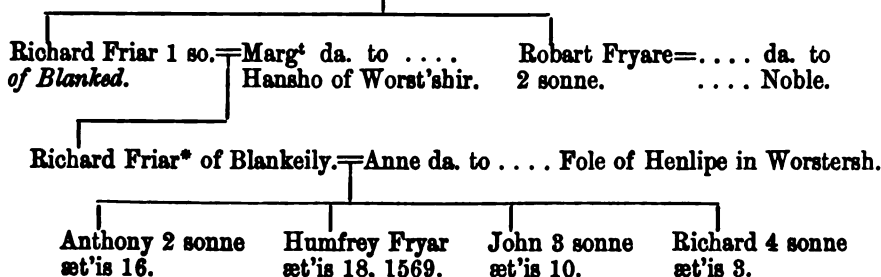 Richard Friar 1 so.=Margᵗ da. to .... Robart Fryare=.... da. to
of Blanked. Hansho of Worst'shir. 2 sonne. .... Noble.
Richard Friar* of Blankeily.=Anne da. to .... Fole of Henlipe in Worstersh.
Anthony 2 sonne Humfrey Fryar John 3 sonne Richard 4 sonne
æt'is 16. æt'is 18. 1569. æt'is 10. æt'is 3.